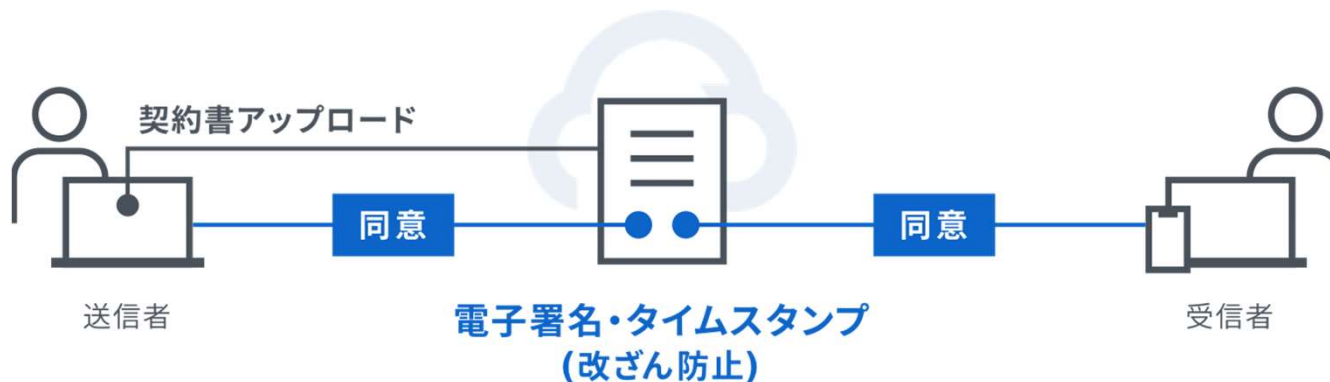 契約書アップロード
同意
同意
送信者
電子署名・タイムスタンプ
(改ざん防止)
受信者